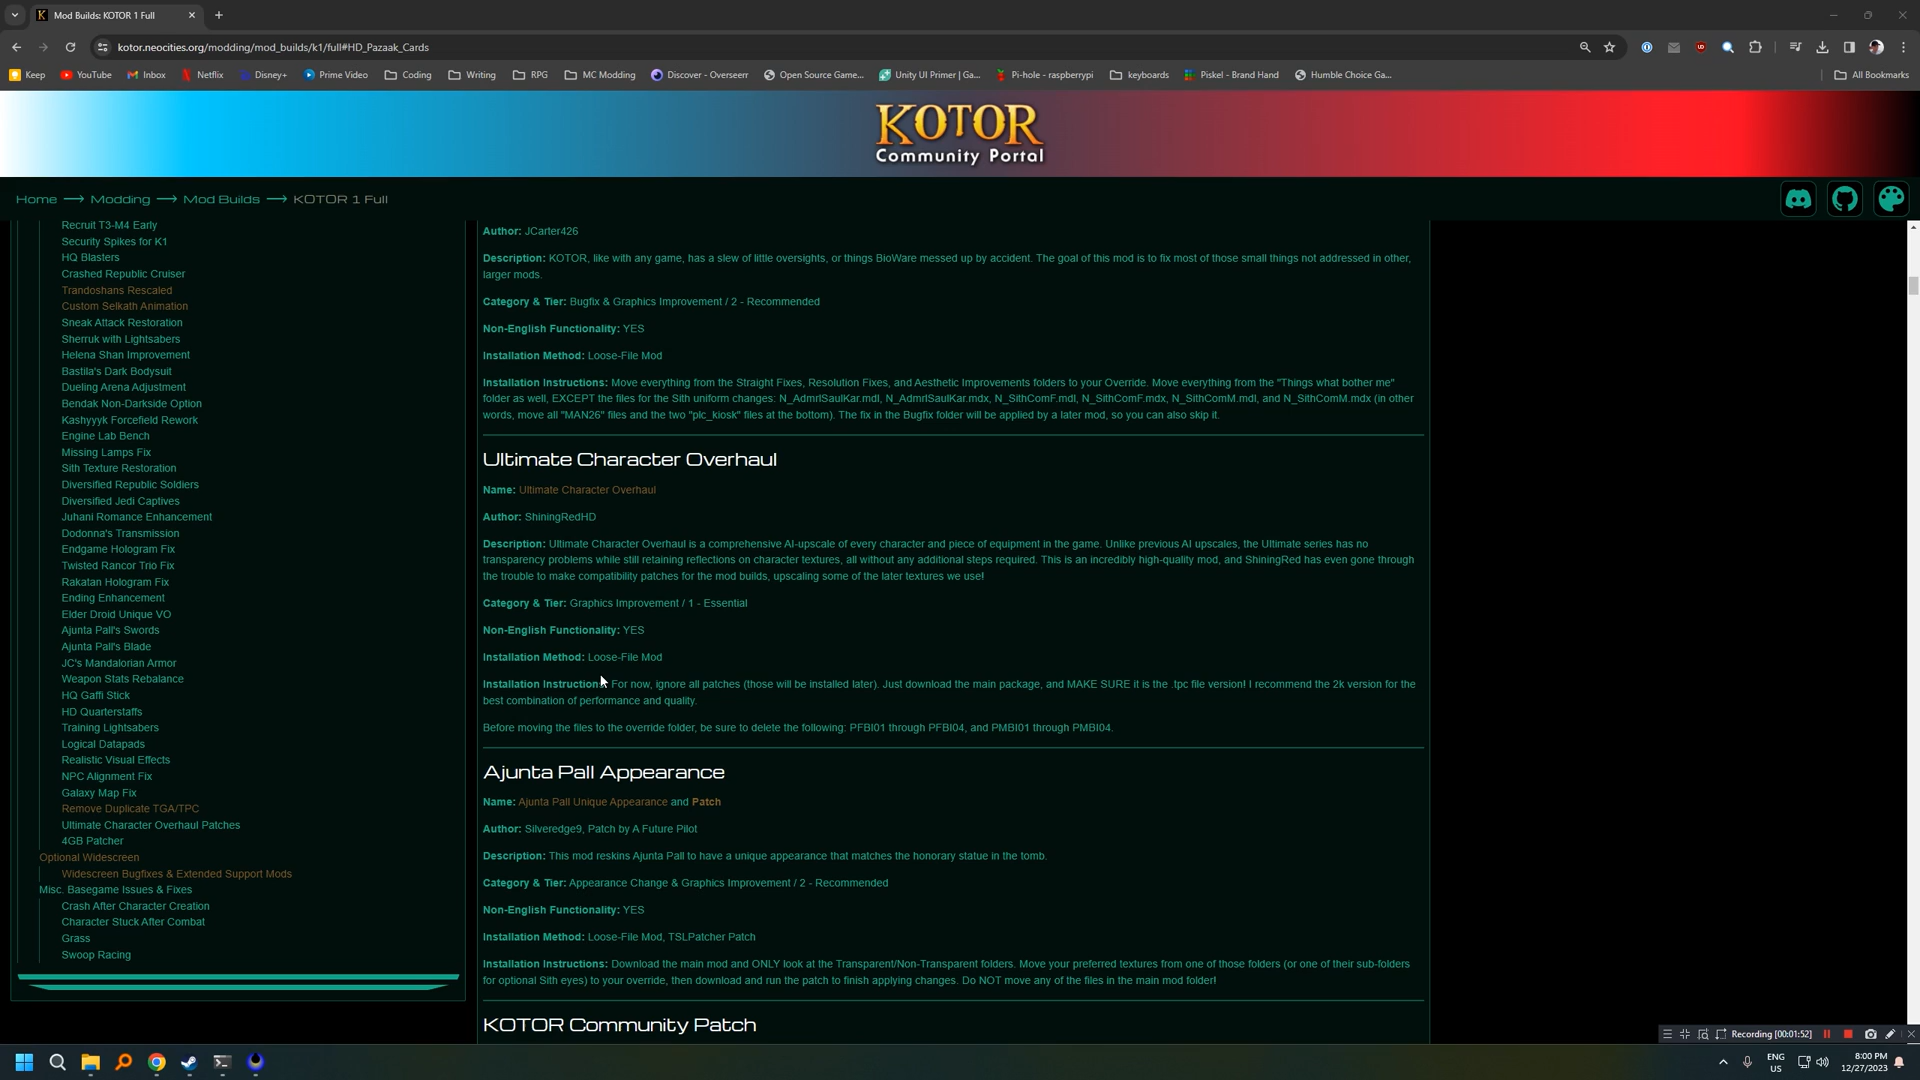 Mod Builds: KOTOR 1 Full
kotor.neocities.org/modding/mod_builds/k1/full#HD_Pazaak_Cards
Keep YouTube Inbox Netflix Disney+ Prime Video Coding Writing RPG MC Modding Discover - Overseerr Open Source Game... Unity UI Primer | Ga... Pi-hole - raspberrypi keyboards Piskel - Brand Hand Humble Choice Ga... All Bookmarks
KOTOR
Community Portal
Home → Modding → Mod Builds → KOTOR 1 Full
Recruit T3-M4 Early
Security Spikes for K1
HQ Blasters
Crashed Republic Cruiser
Trandoshans Rescaled
Custom Selkath Animation
Sneak Attack Restoration
Sherruk with Lightsabers
Helena Shan Improvement
Bastila's Dark Bodysuit
Dueling Arena Adjustment
Bendak Non-Darkside Option
Kashyyyk Forcefield Rework
Engine Lab Bench
Missing Lamps Fix
Sith Texture Restoration
Diversified Republic Soldiers
Diversified Jedi Captives
Juhani Romance Enhancement
Dodonna's Transmission
Endgame Hologram Fix
Twisted Rancor Trio Fix
Rakatan Hologram Fix
Ending Enhancement
Elder Droid Unique VO
Ajunta Pall's Swords
Ajunta Pall's Blade
JC's Mandalorian Armor
Weapon Stats Rebalance
HQ Gaffi Stick
HD Quarterstaffs
Training Lightsabers
Logical Datapads
Realistic Visual Effects
NPC Alignment Fix
Galaxy Map Fix
Remove Duplicate TGA/TPC
Ultimate Character Overhaul Patches
4GB Patcher
Optional Widescreen
Widescreen Bugfixes & Extended Support Mods
Misc. Basegame Issues & Fixes
Crash After Character Creation
Character Stuck After Combat
Grass
Swoop Racing
Author: JCarter426
Description: KOTOR, like with any game, has a slew of little oversights, or things BioWare messed up by accident. The goal of this mod is to fix most of those small things not addressed in other,
larger mods.
Category & Tier: Bugfix & Graphics Improvement / 2 - Recommended
Non-English Functionality: YES
Installation Method: Loose-File Mod
Installation Instructions: Move everything from the Straight Fixes, Resolution Fixes, and Aesthetic Improvements folders to your Override. Move everything from the "Things what bother me"
folder as well, EXCEPT the files for the Sith uniform changes: N_AdmrlSaulKar.mdl, N_AdmrlSaulKar.mdx, N_SithComF.mdl, N_SithComF.mdx, N_SithComM.mdl, and N_SithComM.mdx (in other
words, move all "MAN26" files and the two "plc_kiosk" files at the bottom). The fix in the Bugfix folder will be applied by a later mod, so you can also skip it.
Ultimate Character Overhaul
Name: Ultimate Character Overhaul
Author: ShiningRedHD
Description: Ultimate Character Overhaul is a comprehensive AI-upscale of every character and piece of equipment in the game. Unlike previous AI upscales, the Ultimate series has no
transparency problems while still retaining reflections on character textures, all without any additional steps required. This is an incredibly high-quality mod, and ShiningRed has even gone through
the trouble to make compatibility patches for the mod builds, upscaling some of the later textures we use!
Category & Tier: Graphics Improvement / 1 - Essential
Non-English Functionality: YES
Installation Method: Loose-File Mod
Installation Instructions: For now, ignore all patches (those will be installed later). Just download the main package, and MAKE SURE it is the .tpc file version! I recommend the 2k version for the
best combination of performance and quality.
Before moving the files to the override folder, be sure to delete the following: PFBI01 through PFBI04, and PMBI01 through PMBI04.
Ajunta Pall Appearance
Name: Ajunta Pall Unique Appearance and Patch
Author: Silveredge9, Patch by A Future Pilot
Description: This mod reskins Ajunta Pall to have a unique appearance that matches the honorary statue in the tomb.
Category & Tier: Appearance Change & Graphics Improvement / 2 - Recommended
Non-English Functionality: YES
Installation Method: Loose-File Mod, TSLPatcher Patch
Installation Instructions: Download the main mod and ONLY look at the Transparent/Non-Transparent folders. Move your preferred textures from one of those folders (or one of their sub-folders
for optional Sith eyes) to your override, then download and run the patch to finish applying changes. Do NOT move any of the files in the main mod folder!
KOTOR Community Patch
Recording [00:01:52]
ENG
US
8:00 PM
12/27/2023